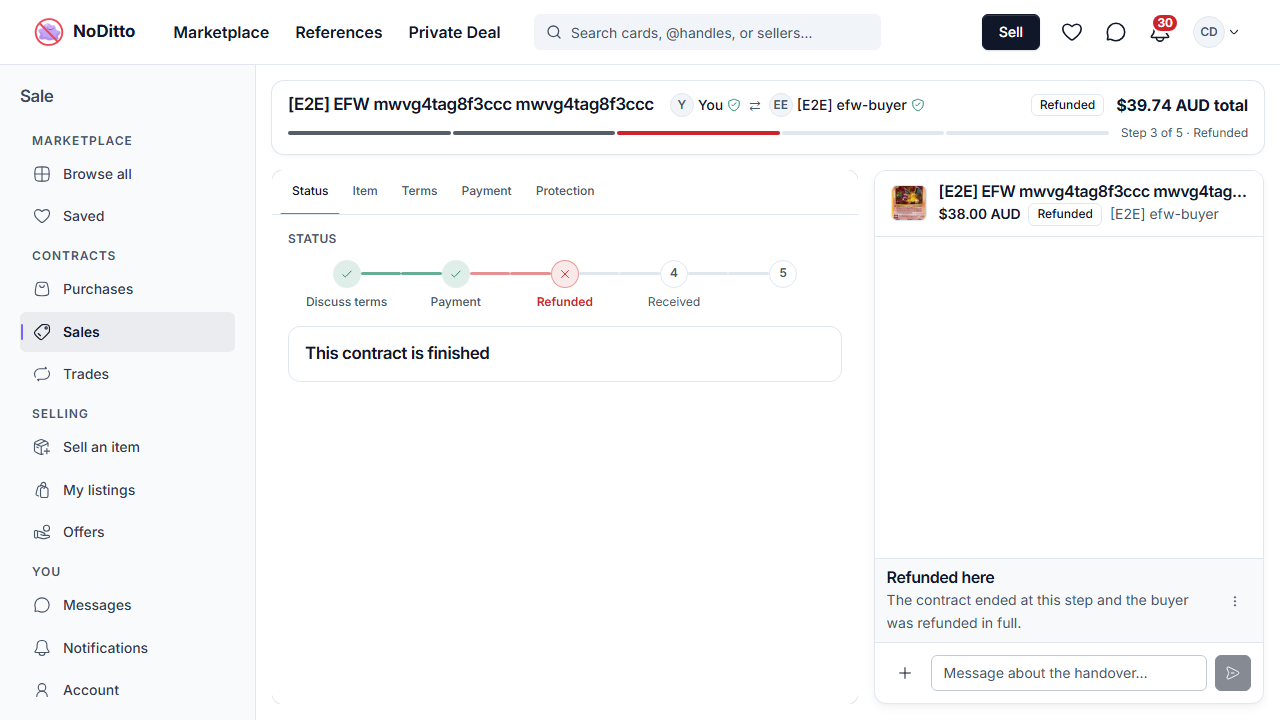 NoDitto
Marketplace
References
Private Deal
Search cards, @handles, or sellers...
Sell
30
CD
Sale
MARKETPLACE
Browse all
Saved
CONTRACTS
Purchases
Sales
Trades
SELLING
Sell an item
My listings
Offers
YOU
Messages
Notifications
Account
[E2E] EFW mwvg4tag8f3ccc mwvg4tag8f3ccc
Y You
EE [E2E] efw-buyer
Refunded
$39.74 AUD total
Step 3 of 5 · Refunded
Status
Item
Terms
Payment
Protection
STATUS
4
5
Discuss terms
Payment
Refunded
Received
This contract is finished
[E2E] EFW mwvg4tag8f3ccc mwvg4tag...
$38.00 AUD
Refunded
[E2E] efw-buyer
Refunded here
The contract ended at this step and the buyer
was refunded in full.
Message about the handover...